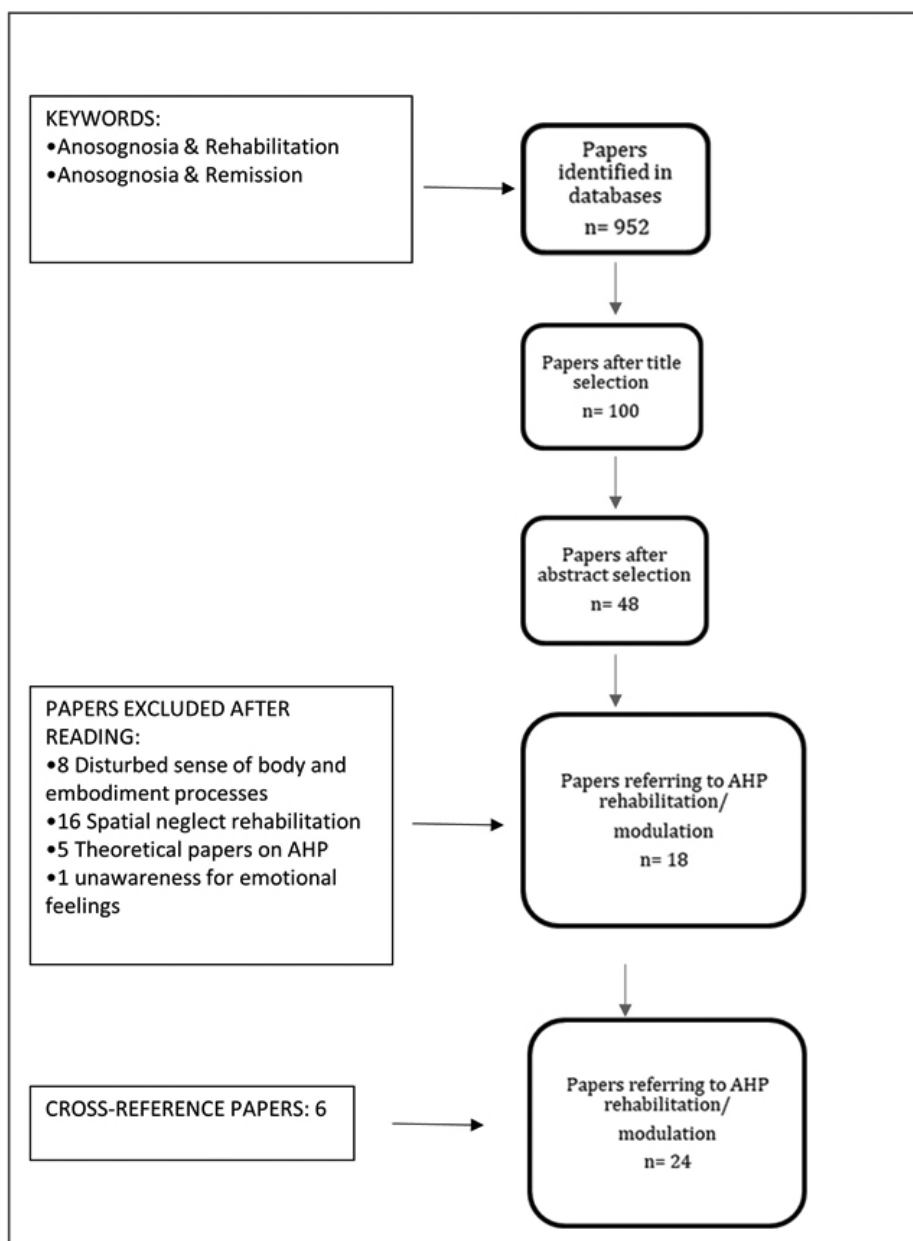 KEYWORDS:
•Anosognosia & Rehabilitation
•Anosognosia & Remission
Papers
identified in
databases
n= 952
Papers after title
selection
n= 100
Papers after
abstract selection
n= 48
PAPERS EXCLUDED AFTER
READING:
•8 Disturbed sense of body and
embodiment processes
•16 Spatial neglect rehabilitation
•5 Theoretical papers on AHP
•1 unawareness for emotional
feelings
Papers referring to AHP
rehabilitation/
modulation
n= 18
CROSS-REFERENCE PAPERS: 6
Papers referring to AHP
rehabilitation/
modulation
n= 24